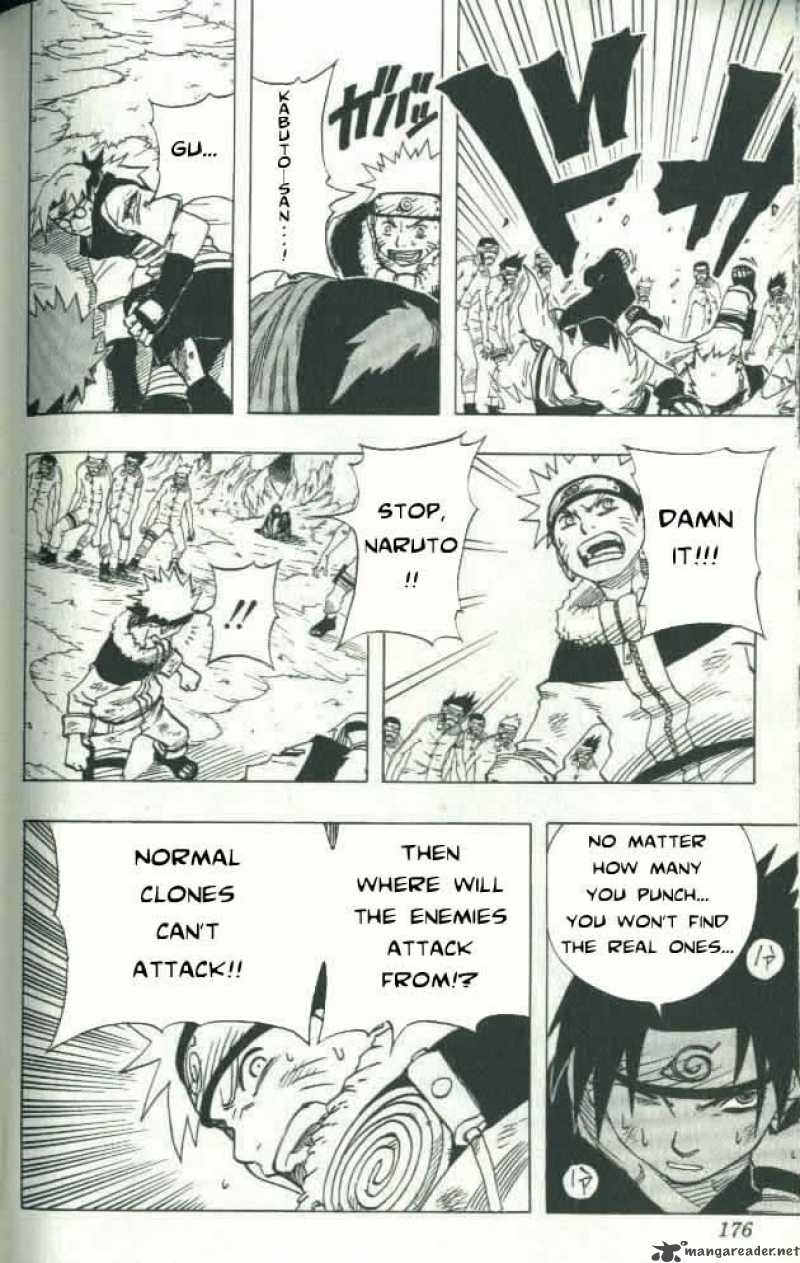 ドカ
ガバッ
KABUTO-SAN...!
GU...
DAMN
IT!!!
STOP,
NARUTO
!!
!!
NO MATTER
HOW MANY
YOU PUNCH...
YOU WON'T FIND
THE REAL ONES...
THEN
WHERE WILL
THE ENEMIES
ATTACK
FROM!?
NORMAL
CLONES
CAN'T
ATTACK!!
176
mangareader.net